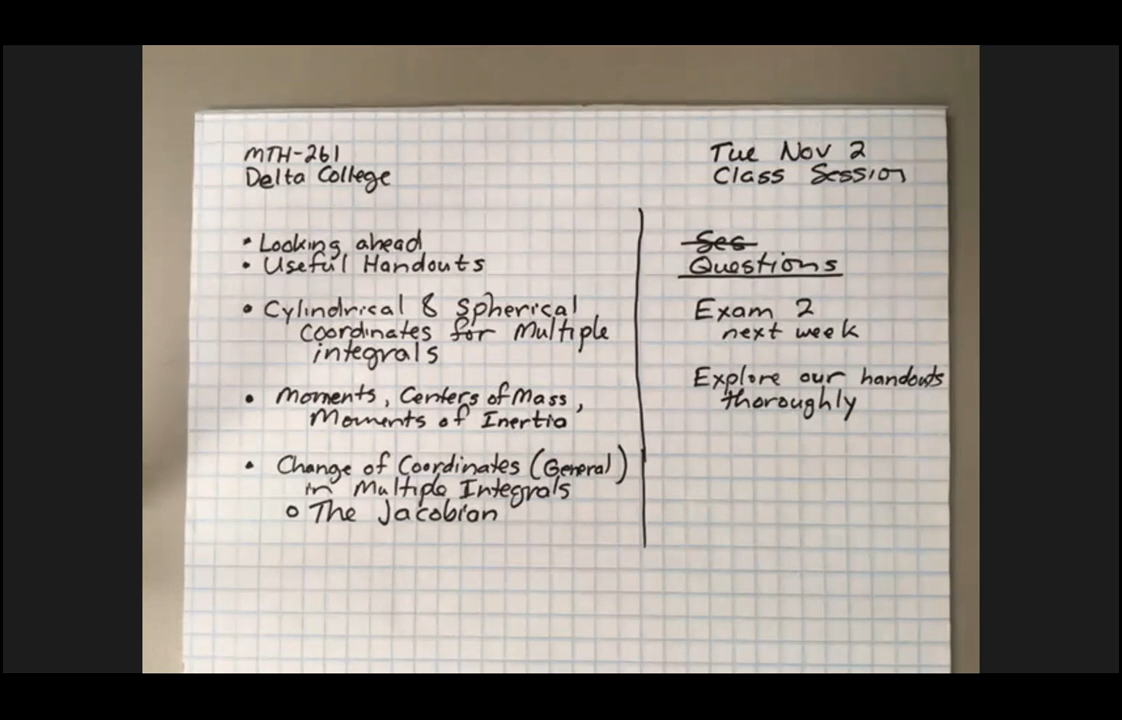 MTH-261
Delta College
Tue Nov 2
Class Session
• Looking ahead
• Useful Handouts
• Cylindrical & Spherical
coordinates for Multiple
integrals
• Moments, Centers of Mass,
Moments of Inertia
• Change of Coordinates (General)
in Multiple Integrals
o The Jacobian
Ses
Questions
Exam 2
next week
Explore our handouts
thoroughly